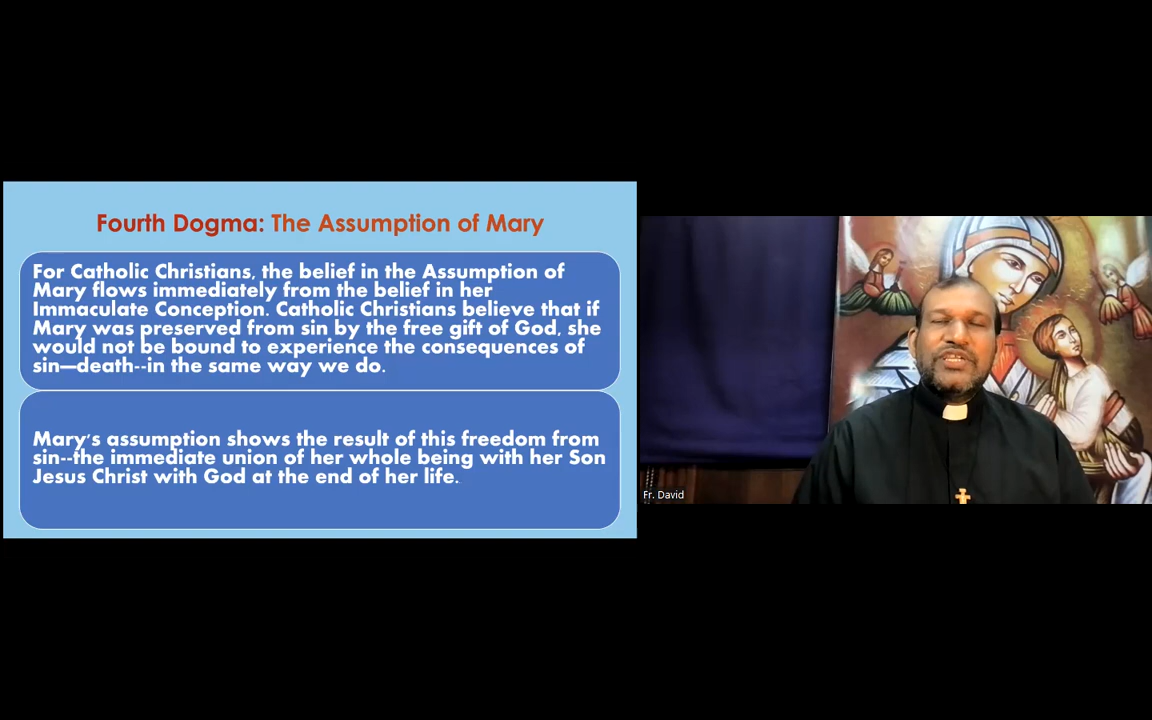 Fourth Dogma: The Assumption of Mary
For Catholic Christians, the belief in the Assumption of
Mary flows immediately from the belief in her
Immaculate Conception. Catholic Christians believe that if
Mary was preserved from sin by the free gift of God, she
would not be bound to experience the consequences of
sin—death--in the same way we do.
Mary's assumption shows the result of this freedom from
sin--the immediate union of her whole being with her Son
Jesus Christ with God at the end of her life.
Fr. David